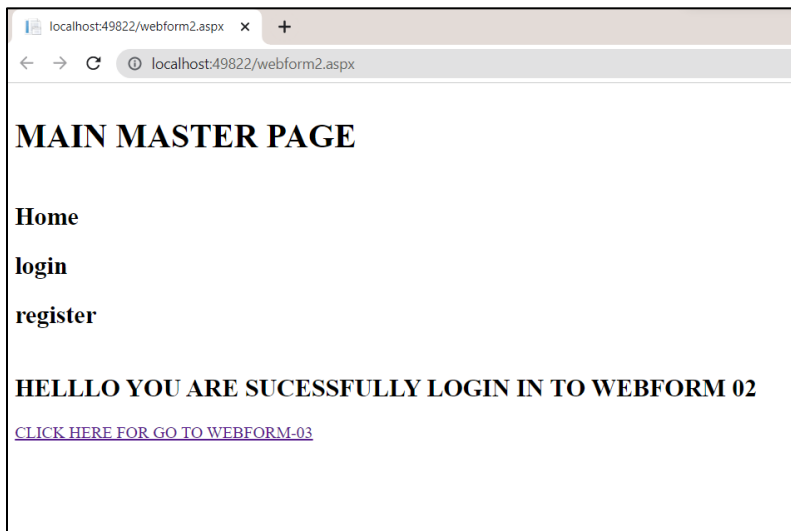 localhost:49822/webform2.aspx
localhost:49822/webform2.aspx
MAIN MASTER PAGE
Home
login
register
HELLLO YOU ARE SUCESSFULLY LOGIN IN TO WEBFORM 02
CLICK HERE FOR GO TO WEBFORM-03